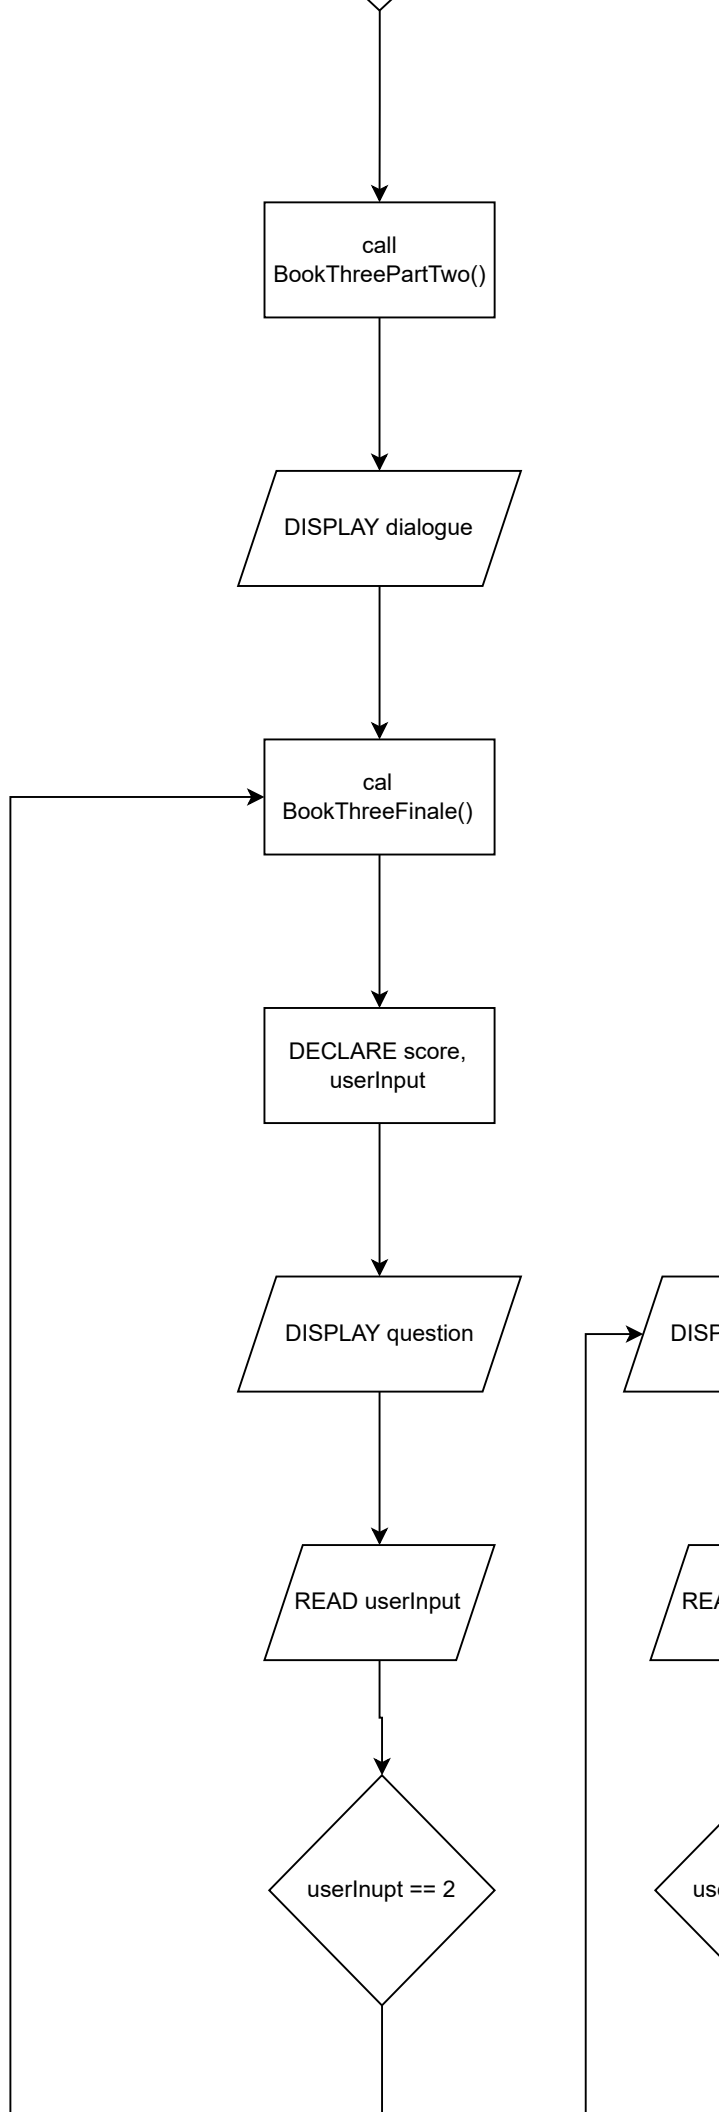 call
BookThreePartTwo()
DISPLAY dialogue
cal
BookThreeFinale()
DECLARE score,
userInput
DISPLAY question
READ userInput
userInupt == 2